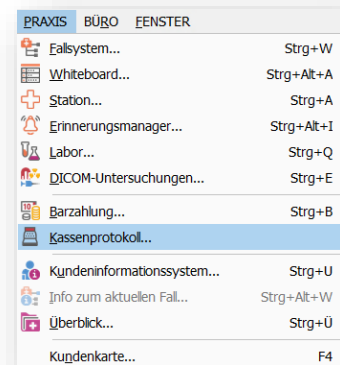 PRAXIS BÜRO FENSTER
Fallsystem... Strg+W
Whiteboard... Strg+Alt+A
Station... Strg+A
Erinnerungsmanager... Strg+Alt+I
Labor... Strg+Q
DICOM-Untersuchungen... Strg+E
Barzahlung... Strg+B
Kassenprotokoll...
Kundeninformationssystem... Strg+U
Info zum aktuellen Fall... Strg+Alt+W
Überblick... Strg+Ü
Kundenkarte... F4